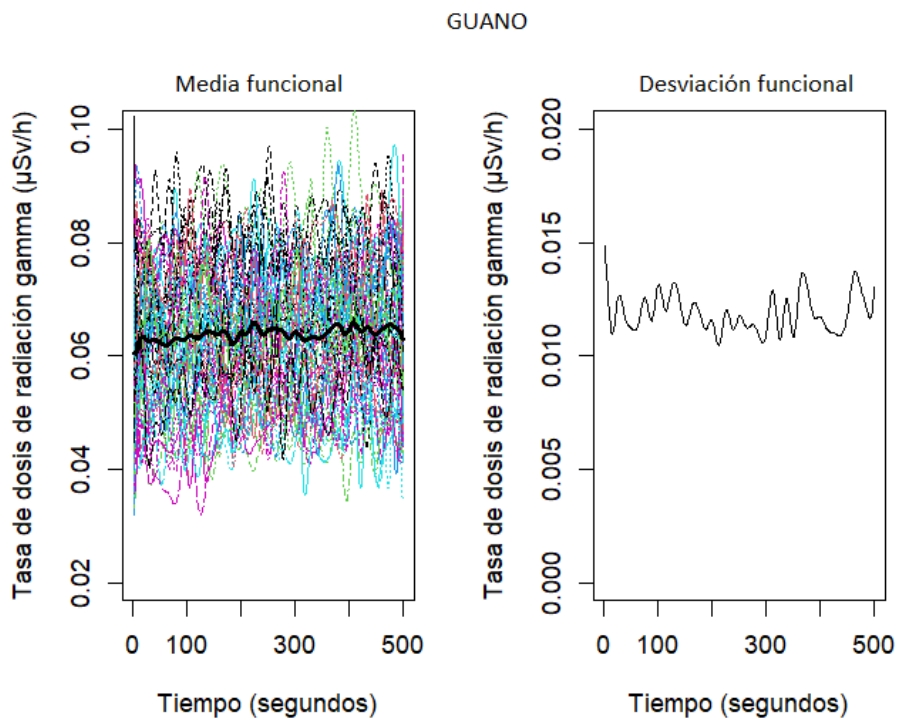 GUANO
Media funcional
Tasa de dosis de radiación gamma (µSv/h)
0.10
0.08
0.06
0.04
0.02
0
100
300
500
Tiempo (segundos)
Desviación funcional
Tasa de dosis de radiación gamma (µSv/h)
0.020
0.015
0.010
0.005
0.000
0
100
300
500
Tiempo (segundos)